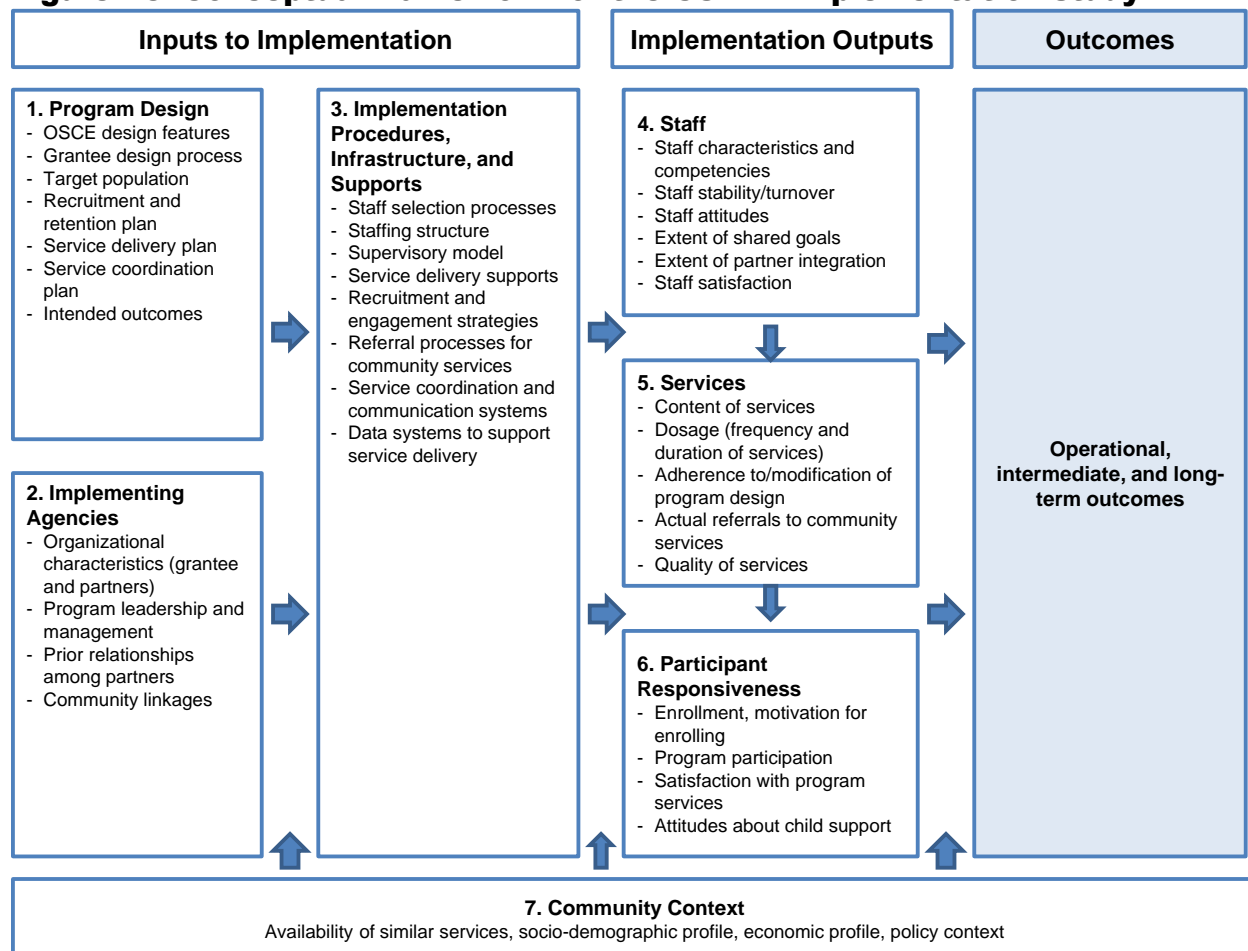 Inputs to Implementation
Implementation Outputs
Outcomes
1. Program Design
- OSCE design features
- Grantee design process
- Target population
- Recruitment and
retention plan
- Service delivery plan
- Service coordination
plan
- Intended outcomes
2. Implementing
Agencies
- Organizational
characteristics (grantee
and partners)
- Program leadership and
management
- Prior relationships
among partners
- Community linkages
3. Implementation
Procedures,
Infrastructure, and
Supports
- Staff selection processes
- Staffing structure
- Supervisory model
- Service delivery supports
- Recruitment and
engagement strategies
- Referral processes for
community services
- Service coordination and
communication systems
- Data systems to support
service delivery
4. Staff
- Staff characteristics and
competencies
- Staff stability/turnover
- Staff attitudes
- Extent of shared goals
- Extent of partner integration
- Staff satisfaction
5. Services
- Content of services
- Dosage (frequency and
duration of services)
- Adherence to/modification of
program design
- Actual referrals to community
services
- Quality of services
6. Participant
Responsiveness
- Enrollment, motivation for
enrolling
- Program participation
- Satisfaction with program
services
- Attitudes about child support
Operational,
intermediate, and long-
term outcomes
7. Community Context
Availability of similar services, socio-demographic profile, economic profile, policy context